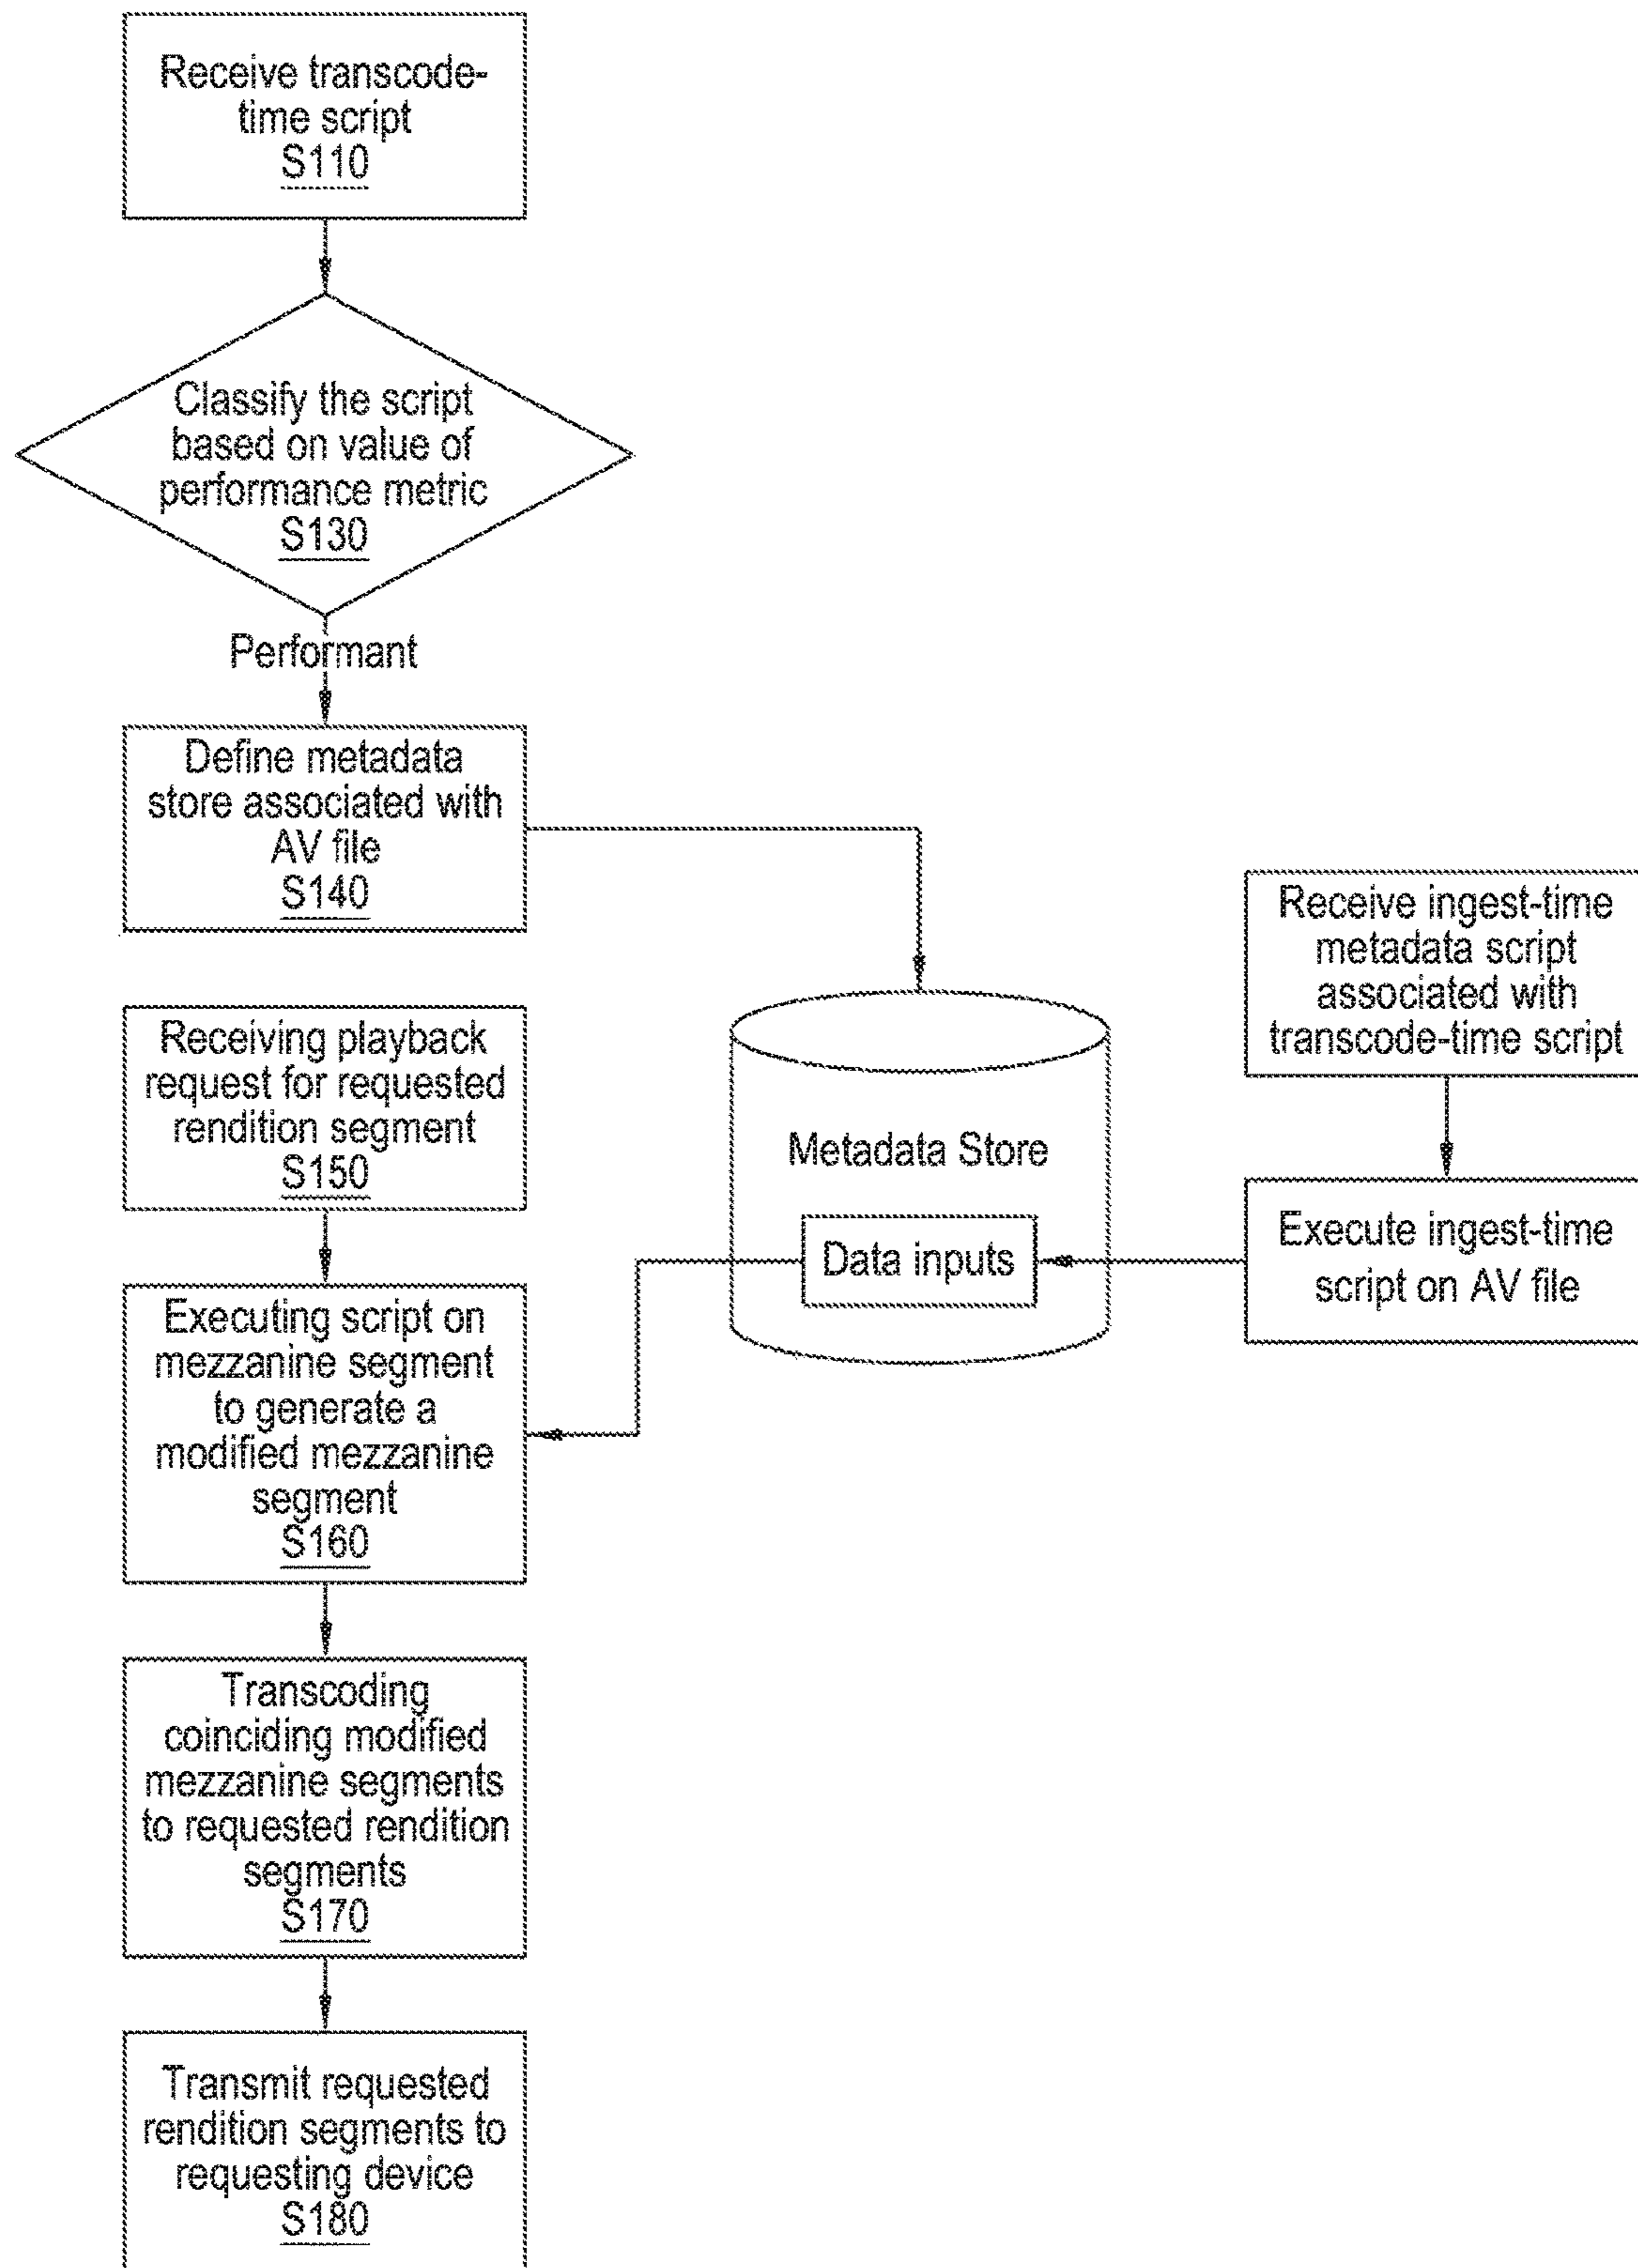 Receive transcode-
time script
S110
Classify the script
based on value of
performance metric
S130
Performant
Define metadata
store associated with
AV file
S140
Receiving playback
request for requested
rendition segment
S150
Executing script on
mezzanine segment
to generate a
modified mezzanine
segment
S160
Transcoding
coinciding modified
mezzanine segments
to requested rendition
segments
S170
Transmit requested
rendition segments to
requesting device
S180
Metadata Store
Data inputs
Receive ingest-time
metadata script
associated with
transcode-time script
Execute ingest-time
script on AV file